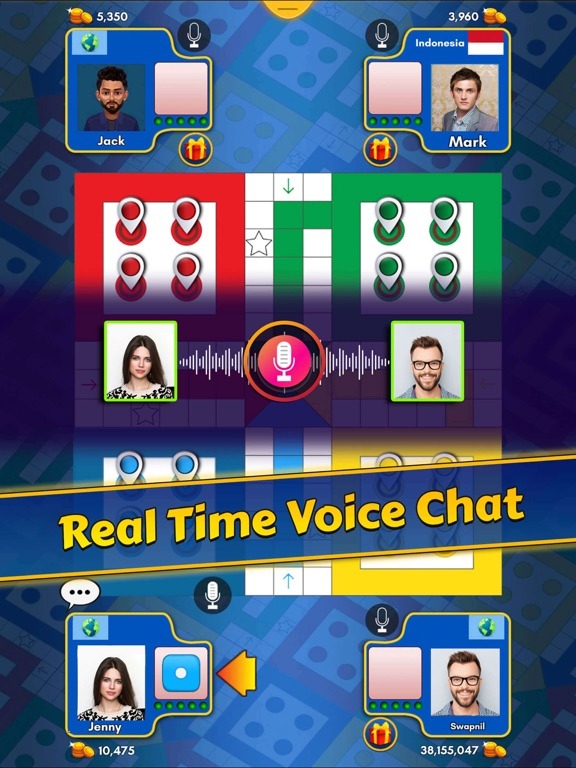 5,350
3,960
Indonesia
Jack
Mark
Real Time Voice Chat
Jenny
Swapnil
10,475
38,155,047